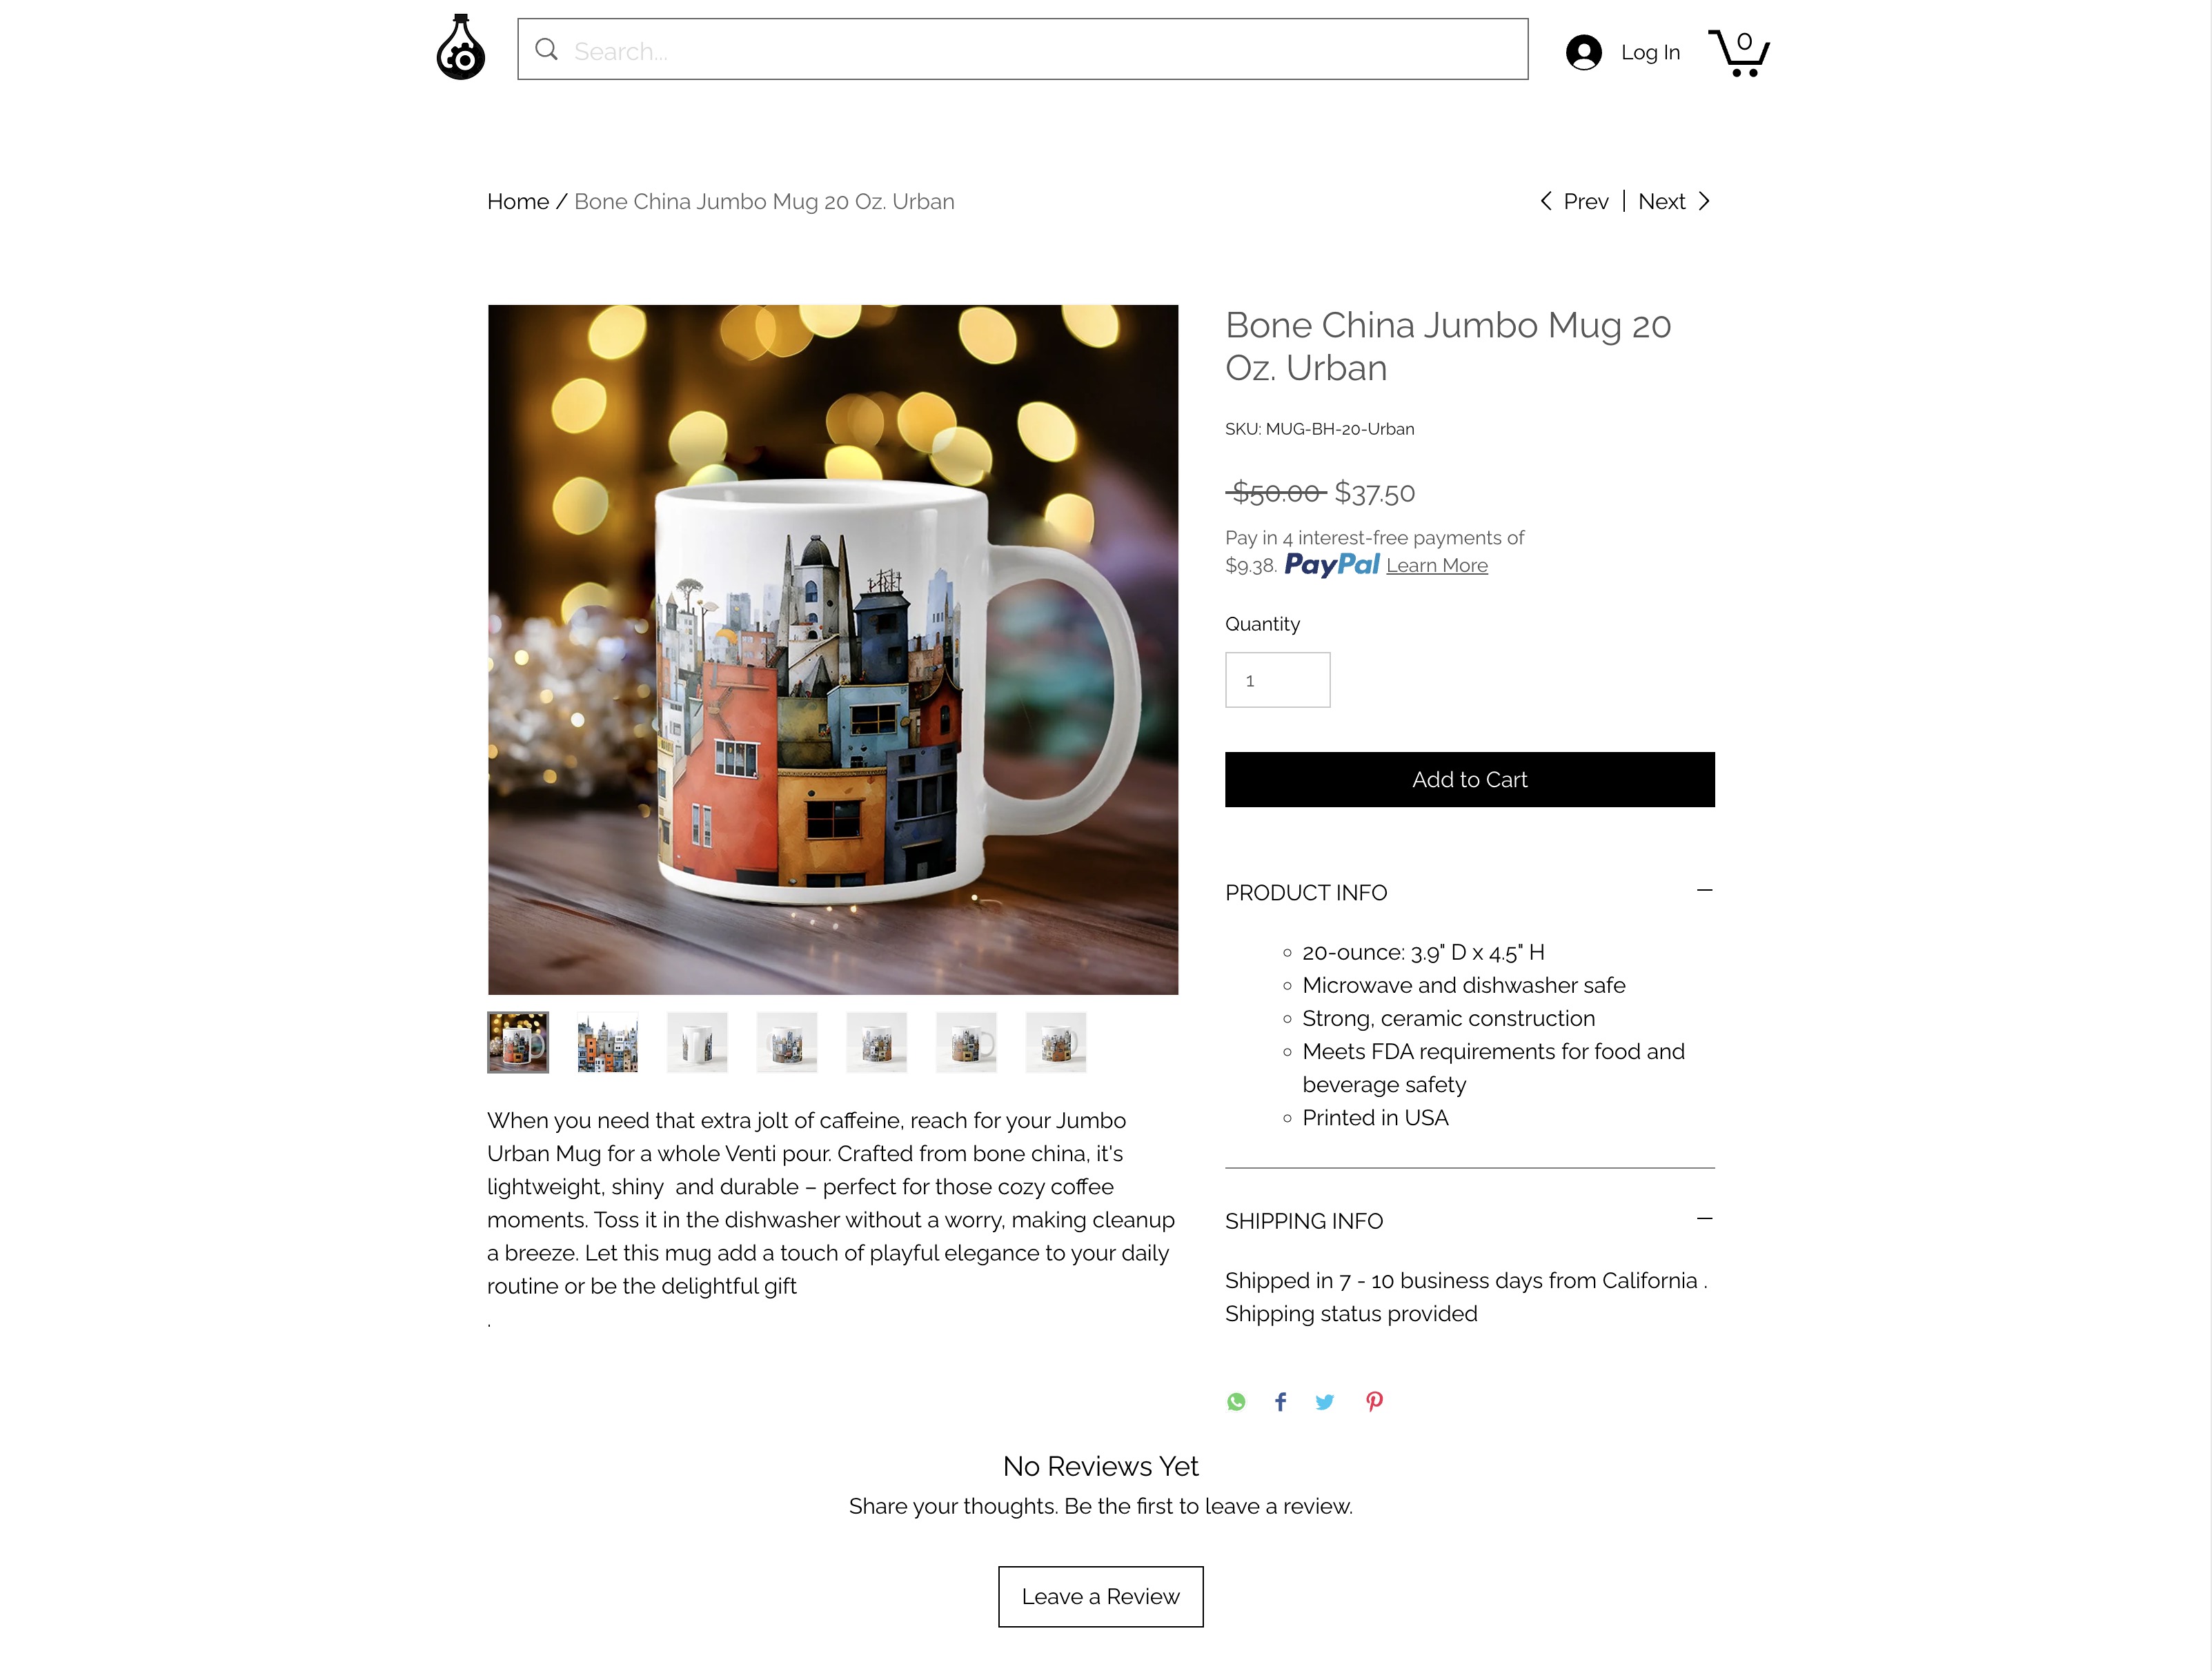 Search...
Log In
0
Home / Bone China Jumbo Mug 20 Oz. Urban
Prev | Next
Bone China Jumbo Mug 20
Oz. Urban
SKU: MUG-BH-20-Urban
$50.00 $37.50
Pay in 4 interest-free payments of
$9.38. PayPal Learn More
Quantity
1
Add to Cart
PRODUCT INFO
20-ounce: 3.9" D x 4.5" H
Microwave and dishwasher safe
Strong, ceramic construction
Meets FDA requirements for food and
beverage safety
Printed in USA
SHIPPING INFO
Shipped in 7 - 10 business days from California .
Shipping status provided
When you need that extra jolt of caffeine, reach for your Jumbo
Urban Mug for a whole Venti pour. Crafted from bone china, it's
lightweight, shiny  and durable – perfect for those cozy coffee
moments. Toss it in the dishwasher without a worry, making cleanup
a breeze. Let this mug add a touch of playful elegance to your daily
routine or be the delightful gift
.
No Reviews Yet
Share your thoughts. Be the first to leave a review.
Leave a Review